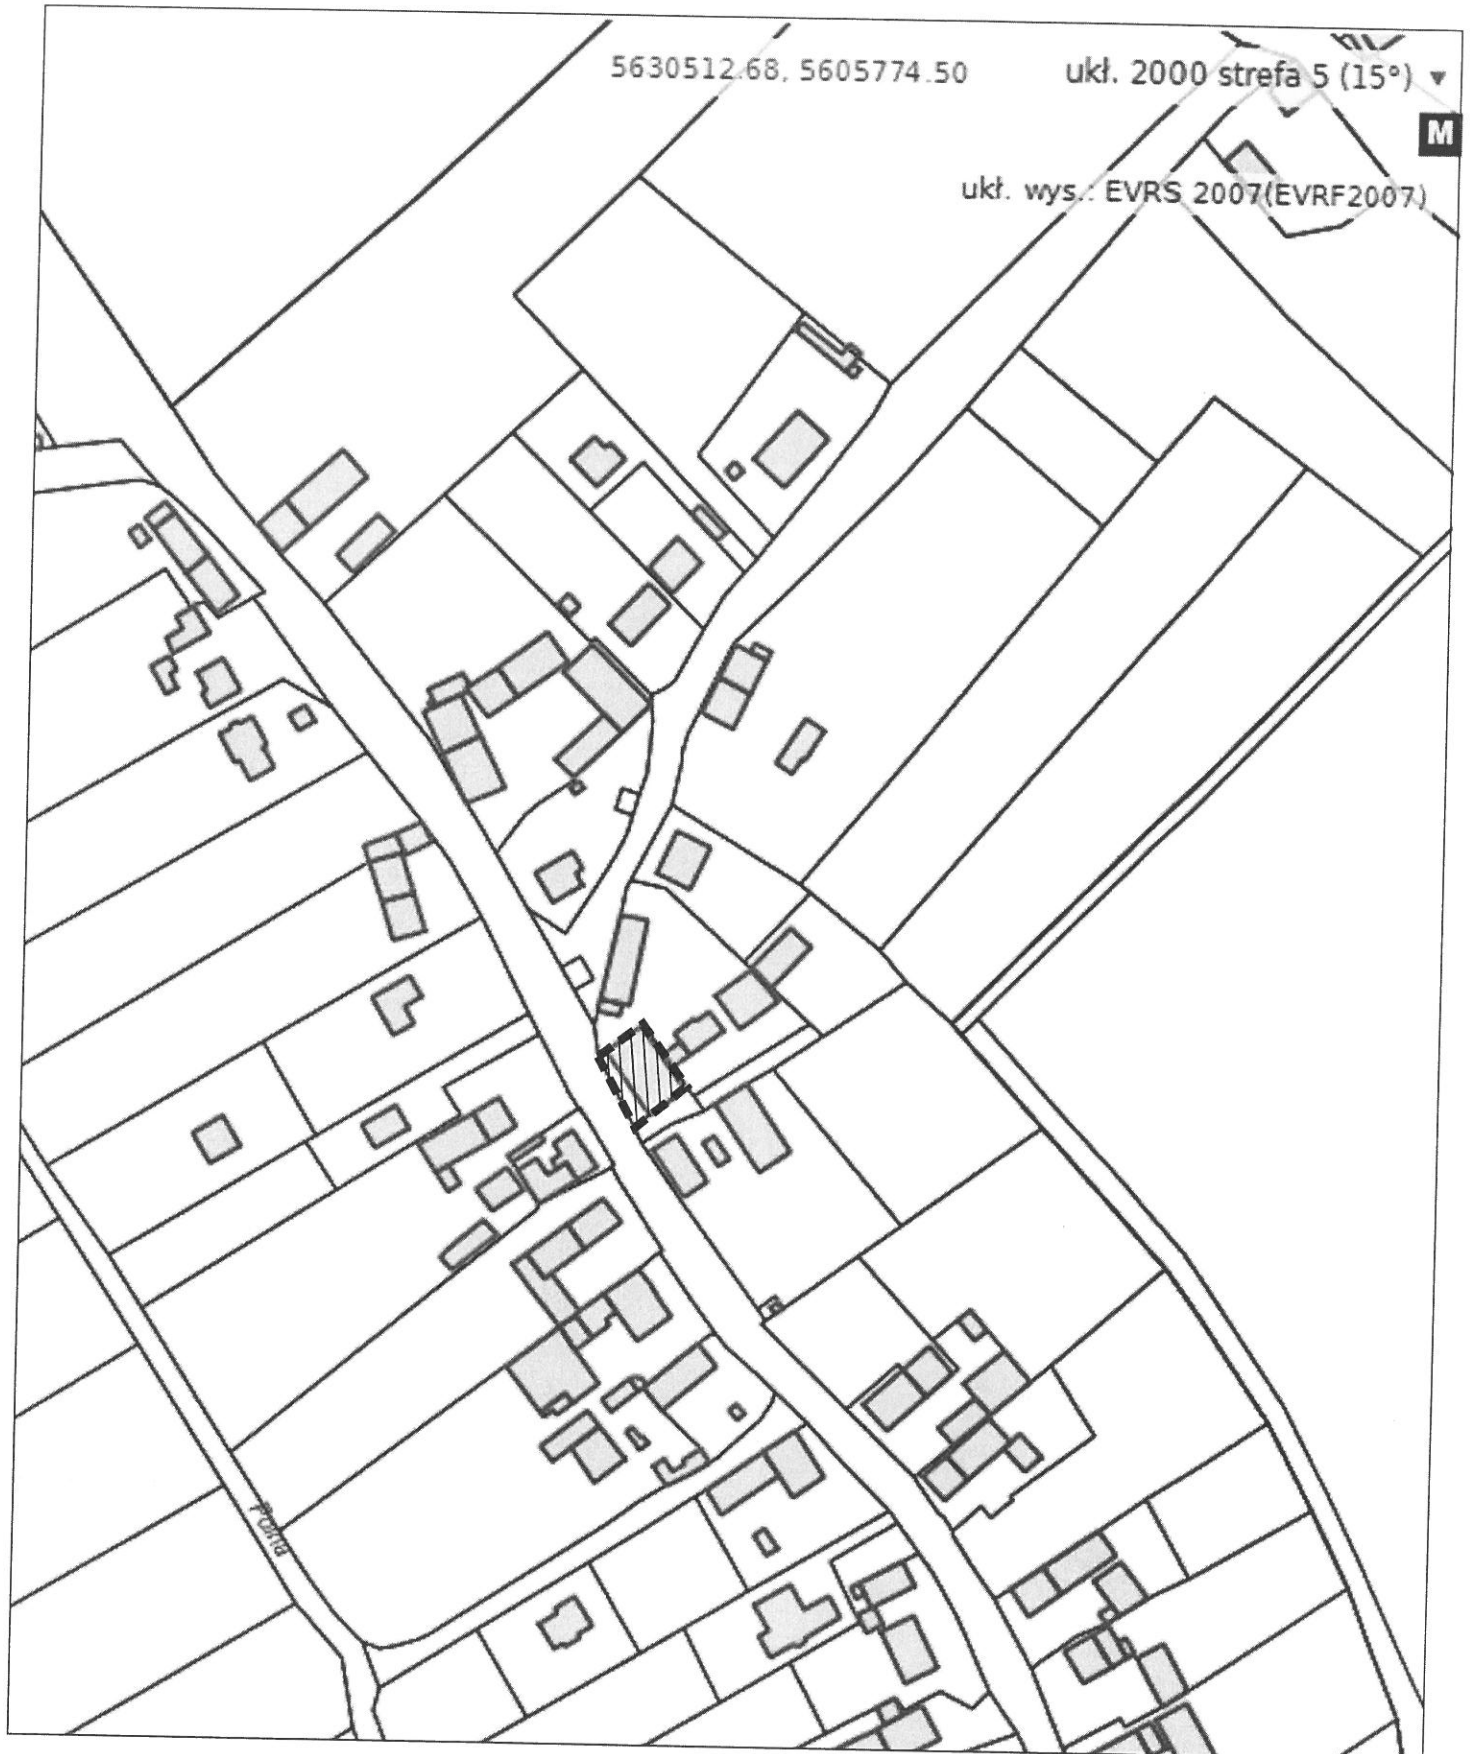 5630512.68, 5605774.50 ukł. 2000 strefa 5 (15°) ▼
M
ukł. wys.: EVRS 2007(EVRF2007)
Polna